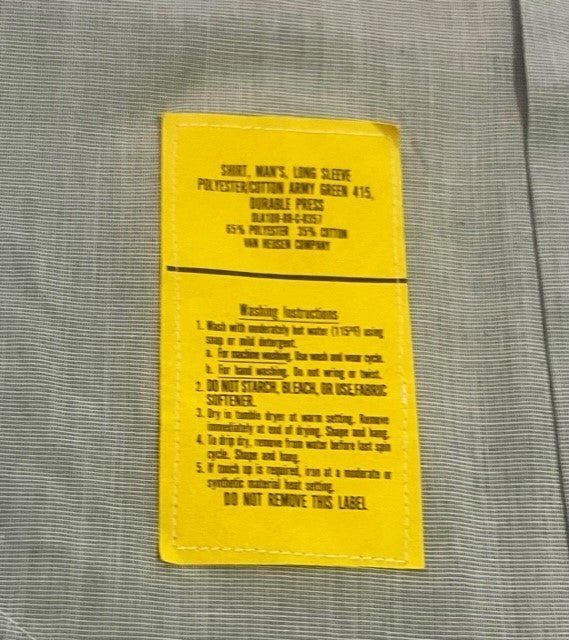 SHIRT, MAN'S, LONG SLEEVE
POLYESTER/COTTON ARMY GREEN 415,
DURABLE PRESS
DLA100-80-C-0357
65% POLYESTER 35% COTTON
VAN HEUSEN COMPANY
Washing Instructions
1. Wash with moderately hot water (115°F) using
soap or mild detergent.
a. For machine washing. Use wash and wear cycle.
b. For hand washing. Do not wring or twist.
2. DO NOT STARCH, BLEACH, OR USE FABRIC
SOFTENER.
3. Dry in tumble dryer at warm setting. Remove
immediately at end of drying. Shape and hang.
4. To drip dry, remove from water before last spin
cycle. Shape and hang.
5. If touch up is required, iron at a moderate or
synthetic material heat setting.
DO NOT REMOVE THIS LABEL